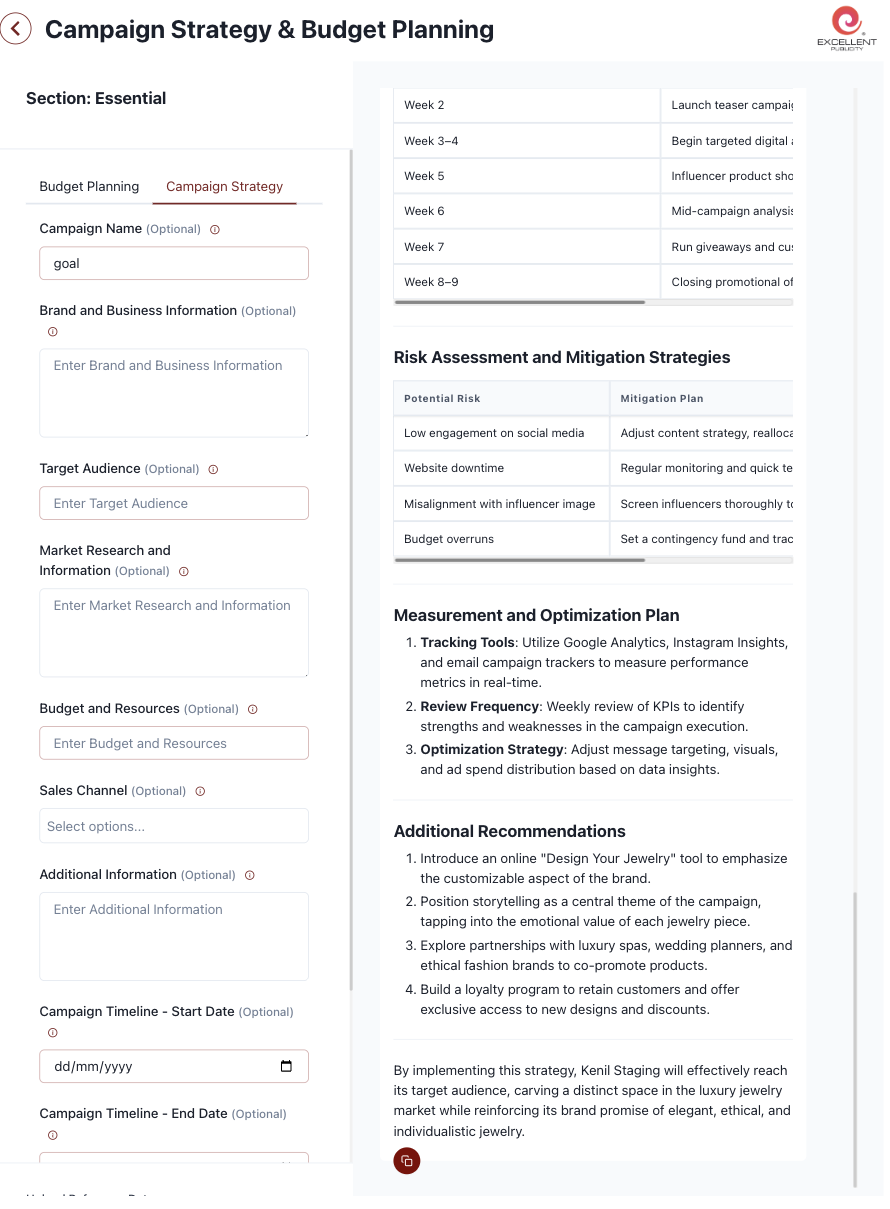 Campaign Strategy & Budget Planning
EXCELLENT
PUBLICITY
Section: Essential
Budget Planning
Campaign Strategy
Campaign Name (Optional)
goal
Brand and Business Information (Optional)
Enter Brand and Business Information
Target Audience (Optional)
Enter Target Audience
Market Research and
Information (Optional)
Enter Market Research and Information
Budget and Resources (Optional)
Enter Budget and Resources
Sales Channel (Optional)
Select options...
Additional Information (Optional)
Enter Additional Information
Campaign Timeline - Start Date (Optional)
dd/mm/yyyy
Campaign Timeline - End Date (Optional)
Week 2 Launch teaser
Week 3–4 Begin targeted digital
Week 5 Influencer product
Week 6 Mid-campaign analysis
Week 7 Run giveaways and
Week 8–9 Closing promotional
Risk Assessment and Mitigation Strategies
Potential Risk Mitigation Plan
Low engagement on social media Adjust content strategy,
Website downtime Regular monitoring and quick
Misalignment with influencer image Screen influencers thoroughly
Budget overruns Set a contingency fund and
Measurement and Optimization Plan
1. Tracking Tools: Utilize Google Analytics, Instagram Insights,
and email campaign trackers to measure performance
metrics in real-time.
2. Review Frequency: Weekly review of KPIs to identify
strengths and weaknesses in the campaign execution.
3. Optimization Strategy: Adjust message targeting, visuals,
and ad spend distribution based on data insights.
Additional Recommendations
1. Introduce an online "Design Your Jewelry" tool to emphasize
the customizable aspect of the brand.
2. Position storytelling as a central theme of the campaign,
tapping into the emotional value of each jewelry piece.
3. Explore partnerships with luxury spas, wedding planners, and
ethical fashion brands to co-promote products.
4. Build a loyalty program to retain customers and offer
exclusive access to new designs and discounts.
By implementing this strategy, Kenil Staging will effectively reach
its target audience, carving a distinct space in the luxury jewelry
market while reinforcing its brand promise of elegant, ethical, and
individualistic jewelry.